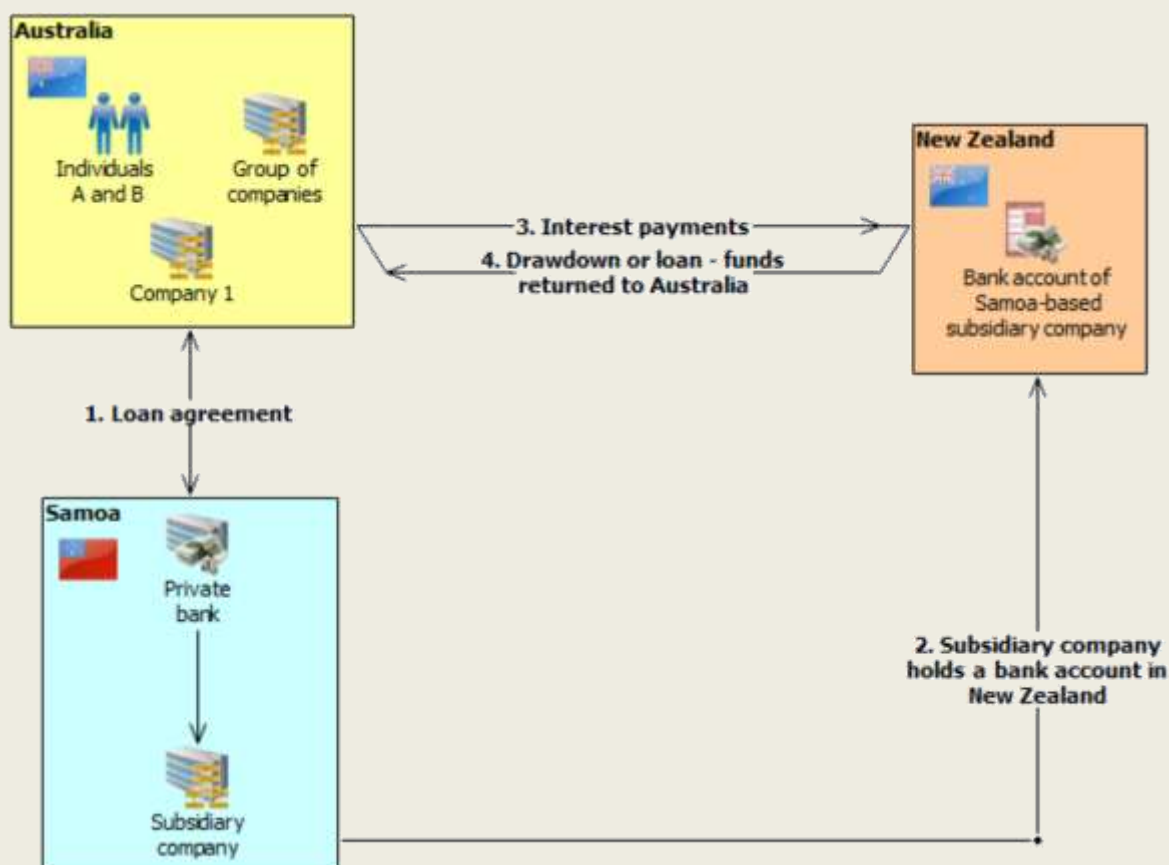 Australia
Individuals
A and B
Group of
companies
Company 1
New Zealand
Bank account of
Samoa-based
subsidiary company
3. Interest payments
4. Drawdown or loan - funds
returned to Australia
1. Loan agreement
Samoa
Private
bank
Subsidiary
company
2. Subsidiary company
holds a bank account in
New Zealand